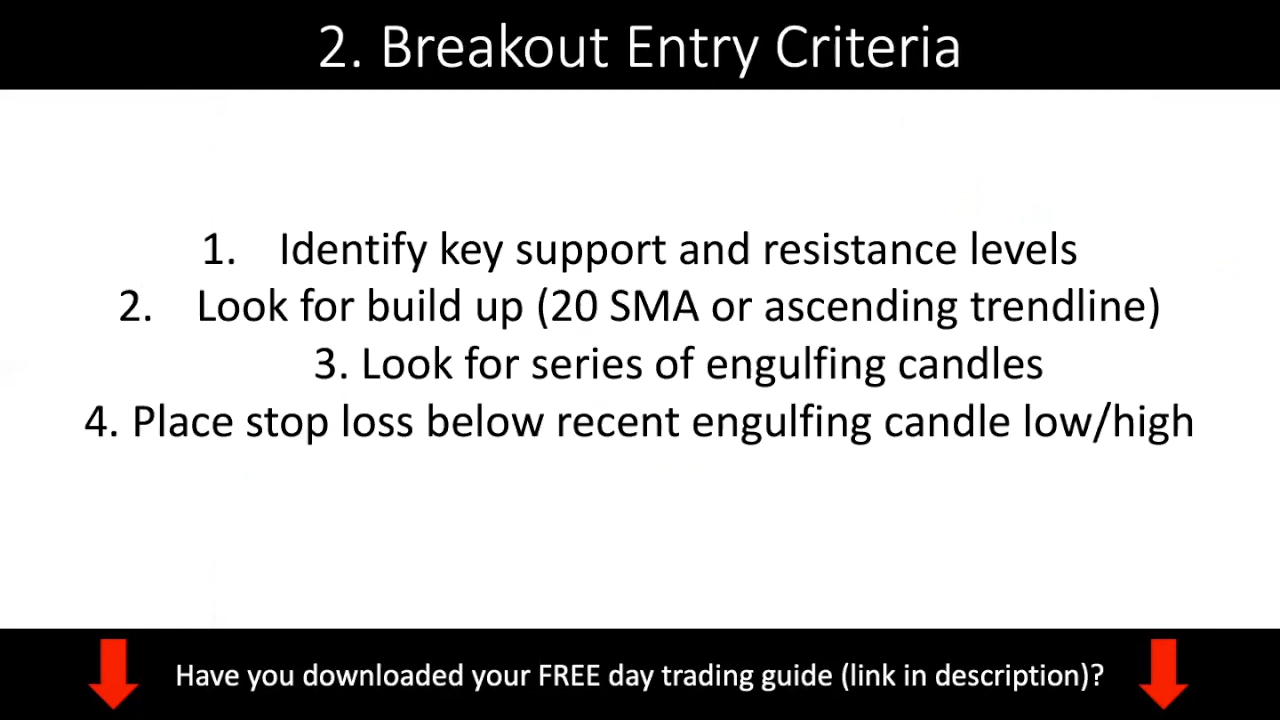 2. Breakout Entry Criteria
1. Identify key support and resistance levels
2. Look for build up (20 SMA or ascending trendline)
3. Look for series of engulfing candles
4. Place stop loss below recent engulfing candle low/high
Have you downloaded your FREE day trading guide (link in description)?